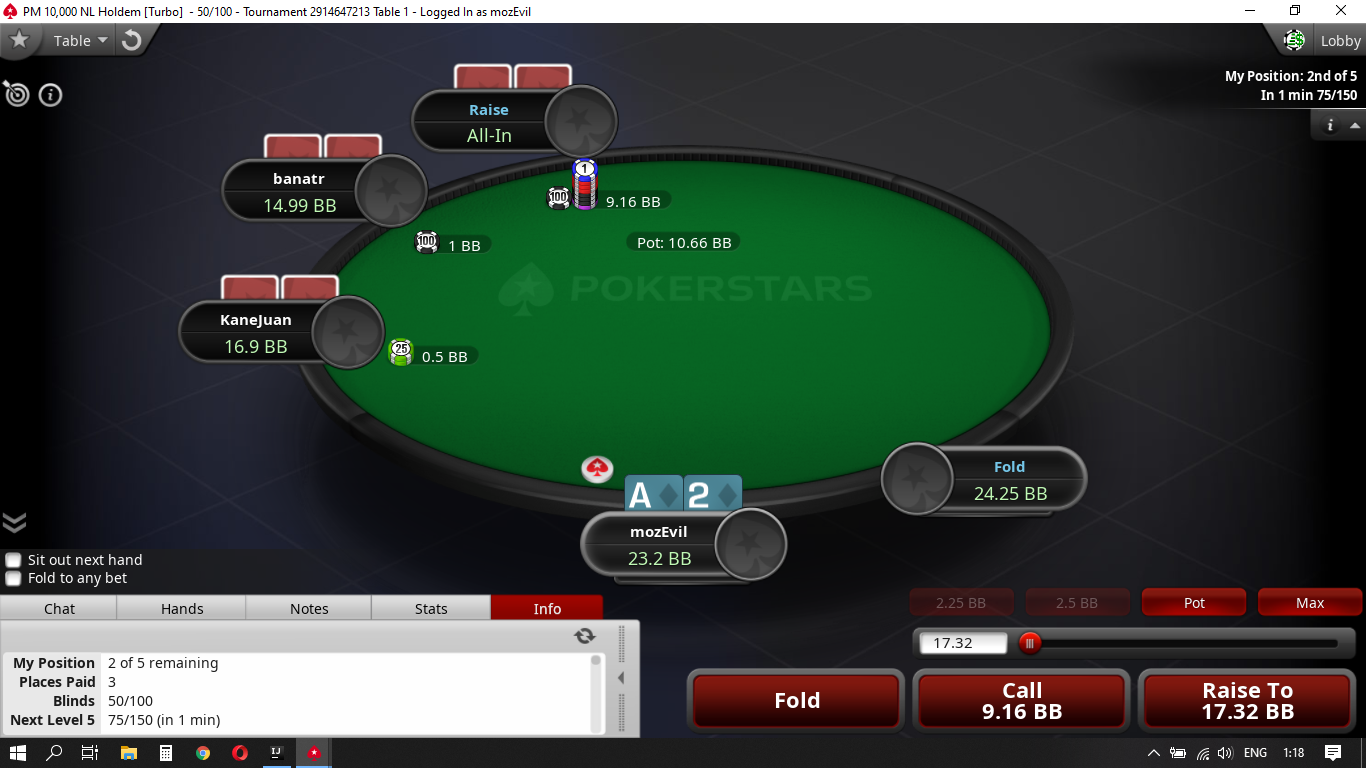 PM 10,000 NL Holdem [Turbo] - 50/100 - Tournament 2914647213 Table 1 - Logged In as mozEvil
Table
Lobby
My Position: 2nd of 5
In 1 min 75/150
Raise
All-In
banatr
14.99 BB
1
100
9.16 BB
100
1 BB
Pot: 10.66 BB
POKERSTARS
KaneJuan
16.9 BB
25
0.5 BB
Fold
24.25 BB
A 2
mozEvil
23.2 BB
Sit out next hand
Fold to any bet
Chat Hands Notes Stats Info
2.25 BB 2.5 BB Pot Max
17.32
My Position 2 of 5 remaining
Places Paid 3
Blinds 50/100
Next Level 5 75/150 (in 1 min)
Fold
Call
9.16 BB
Raise To
17.32 BB
IJ
ENG 1:18